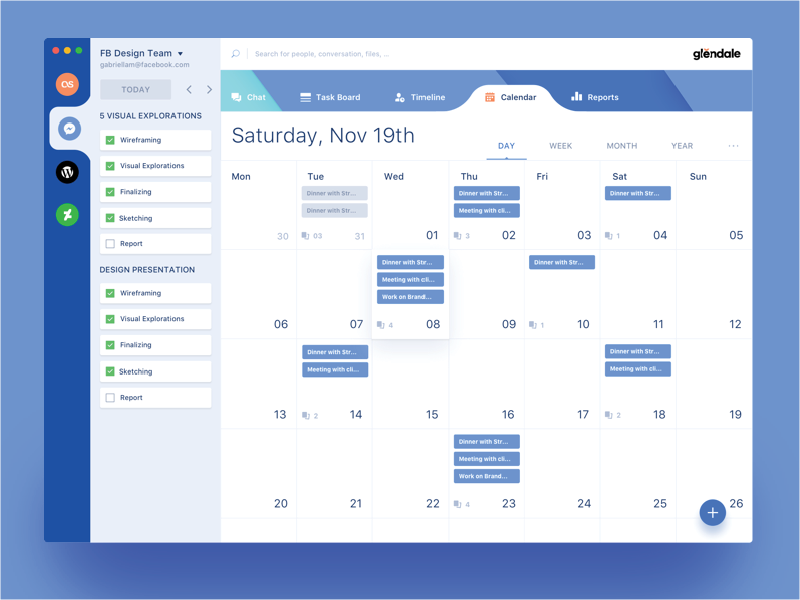 FB Design Team
gabriellam@facebook.com
Search for people, conversation, files, ...
glëndale
TODAY
Chat
Task Board
Timeline
Calendar
Reports
5 VISUAL EXPLORATIONS
Wireframing
Visual Explorations
Finalizing
Sketching
Report
DESIGN PRESENTATION
Wireframing
Visual Explorations
Finalizing
Sketching
Report
Saturday, Nov 19th
DAY WEEK MONTH YEAR ...
Mon Tue Wed Thu Fri Sat Sun
Dinner with Str... Dinner with Str... Dinner with Str...
Dinner with Str... Meeting with cli...
30 03 31 01 3 02 03 1 04 05
Dinner with Str... Dinner with Str...
Meeting with cli...
Work on Brand...
06 07 4 08 09 1 10 11 12
Dinner with Str... Dinner with Str...
Meeting with cli... Meeting with cli...
13 2 14 15 16 17 2 18 19
Dinner with Str...
Meeting with cli...
Work on Brand...
20 21 22 4 23 24 25 26